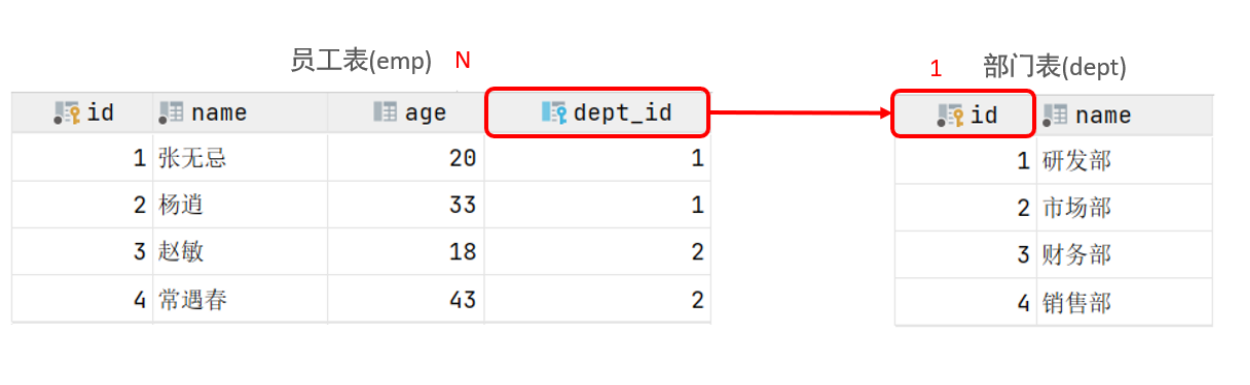 员工表(emp) N 1 部门表(dept)
id name age dept_id id name
1 张无忌 20 1 1 研发部
2 杨逍 33 1 2 市场部
3 赵敏 18 2 3 财务部
4 常遇春 43 2 4 销售部